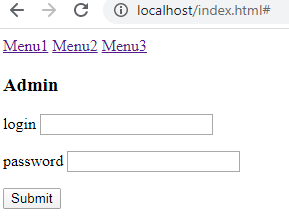 localhost/index.html#
Menu1 Menu2 Menu3
Admin
login
password
Submit